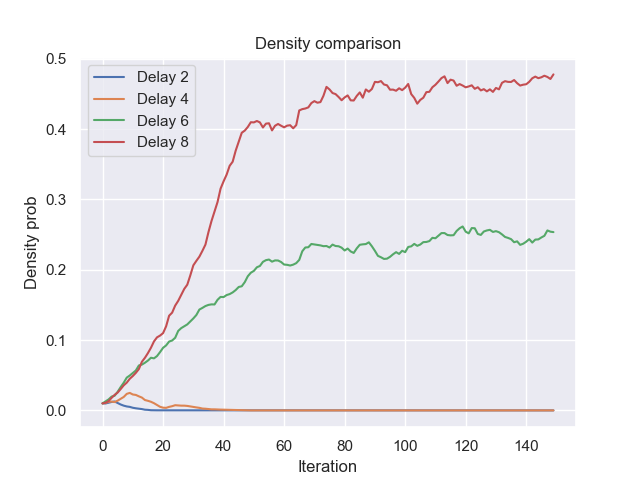 Density comparison
0.5
0.4
0.3
0.2
0.1
0.0
Density prob
Delay 2
Delay 4
Delay 6
Delay 8
0 20 40 60 80 100 120 140
Iteration